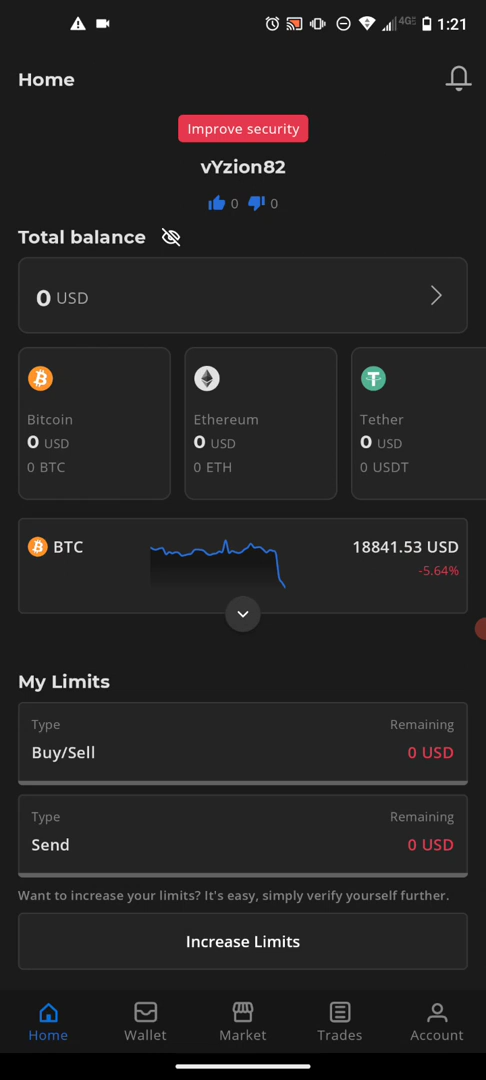 4G 1:21
Home
Improve security
vYzion82
0 0
Total balance
0 USD
Bitcoin Ethereum Tether
0 USD 0 USD 0 USD
0 BTC 0 ETH 0 USDT
BTC 18841.53 USD
-5.64%
My Limits
Type Remaining
Buy/Sell 0 USD
Type Remaining
Send 0 USD
Want to increase your limits? It's easy, simply verify yourself further.
Increase Limits
Home Wallet Market Trades Account